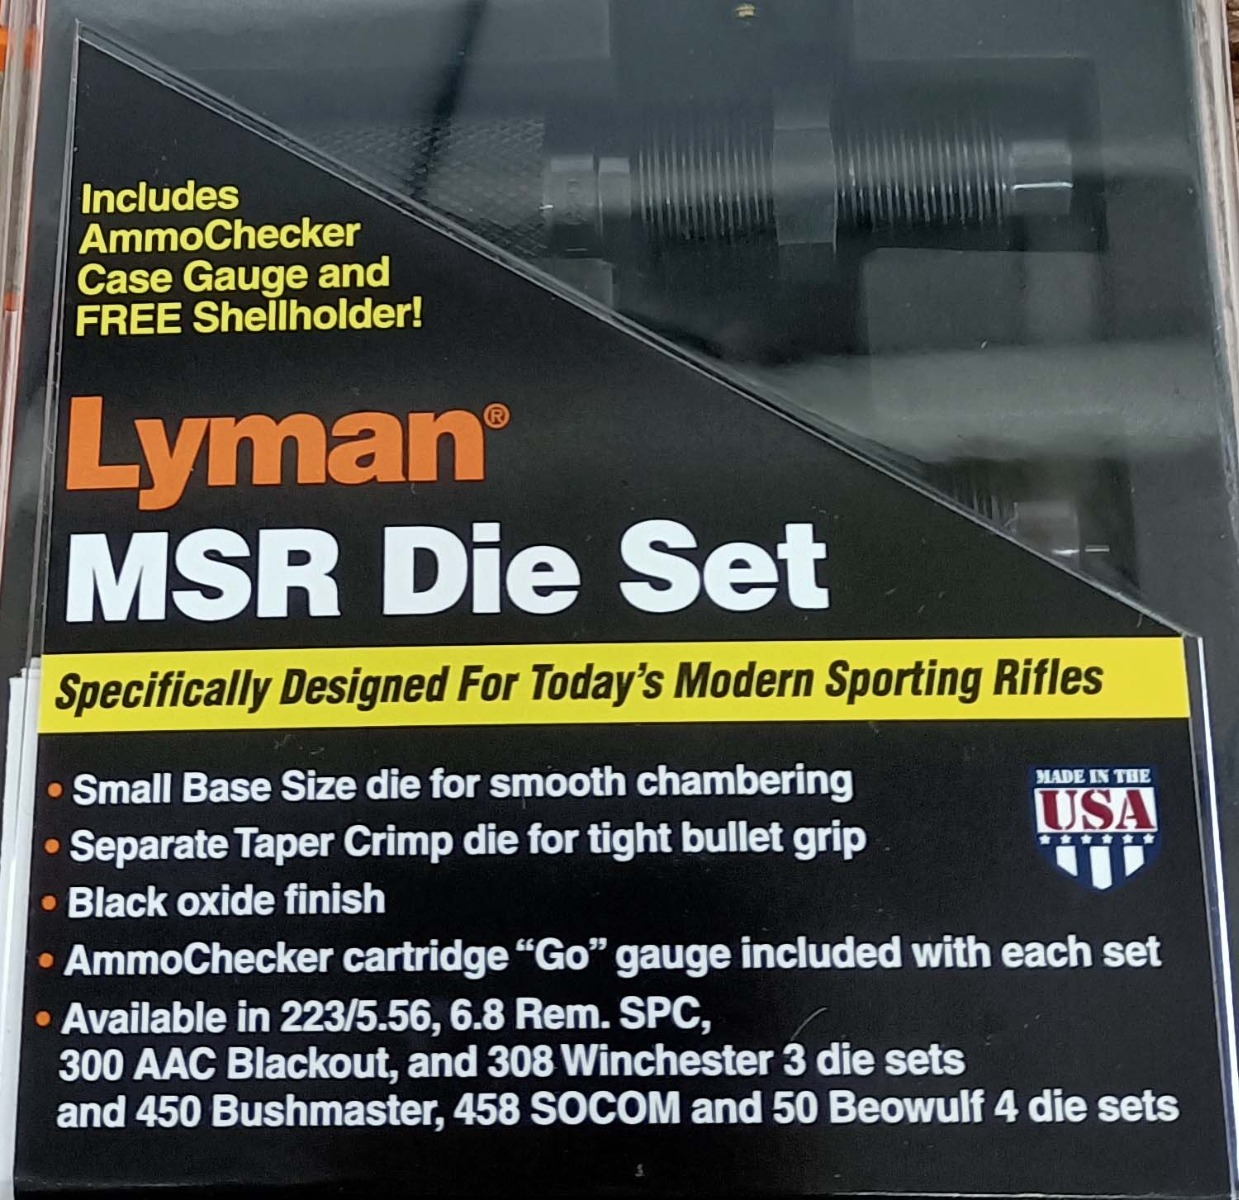 Includes
AmmoChecker
Case Gauge and
FREE Shellholder!
Lyman®
MSR Die Set
Specifically Designed For Today's Modern Sporting Rifles
• Small Base Size die for smooth chambering
• Separate Taper Crimp die for tight bullet grip
• Black oxide finish
• AmmoChecker cartridge “Go” gauge included with each set
• Available in 223/5.56, 6.8 Rem. SPC,
300 AAC Blackout, and 308 Winchester 3 die sets
and 450 Bushmaster, 458 SOCOM and 50 Beowulf 4 die sets
MADE IN THE
USA